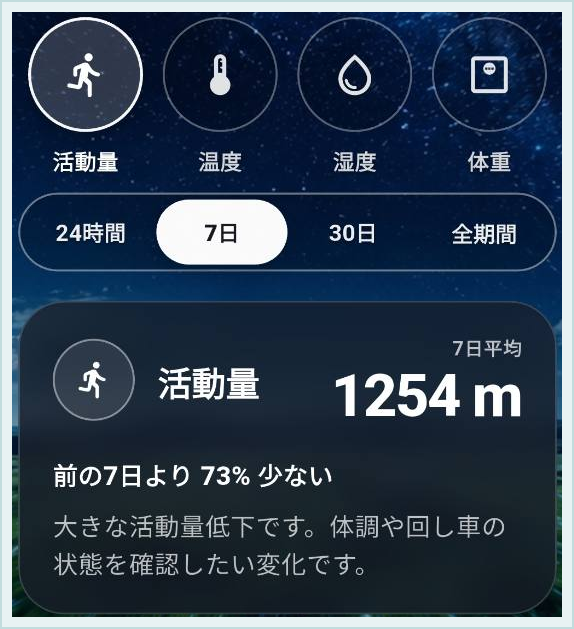 活動量
温度
湿度
体重
24時間
7日
30日
全期間
7日平均
活動量
1254 m
前の7日より 73% 少ない
大きな活動量低下です。体調や回し車の
状態を確認したい変化です。